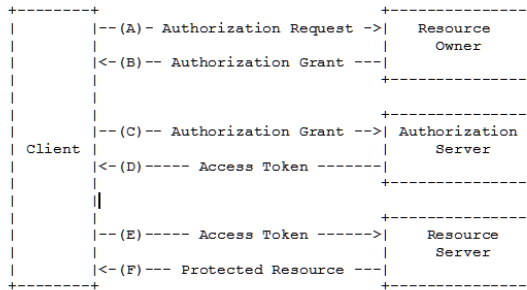 (A) Authorization Request
Resource
Owner
(B) Authorization Grant
(C) Authorization Grant
Authorization
Server
Client
(D) Access Token
(E) Access Token
Resource
Server
(F) Protected Resource